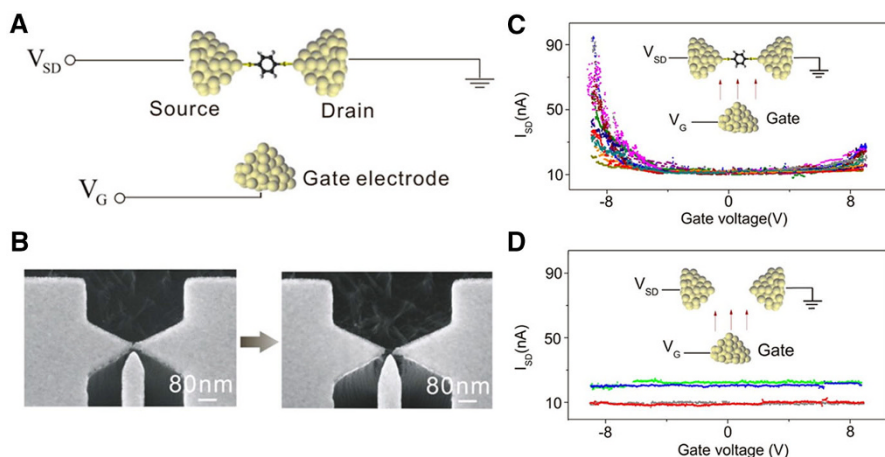 A
V_SD
Source
Drain
V_G
Gate electrode
B
80nm
80nm
C
I_SD(nA)
90
50
10
V_SD
V_G
Gate
-8
0
8
Gate voltage(V)
D
I_SD(nA)
90
50
10
V_SD
V_G
Gate
-8
0
8
Gate voltage (V)